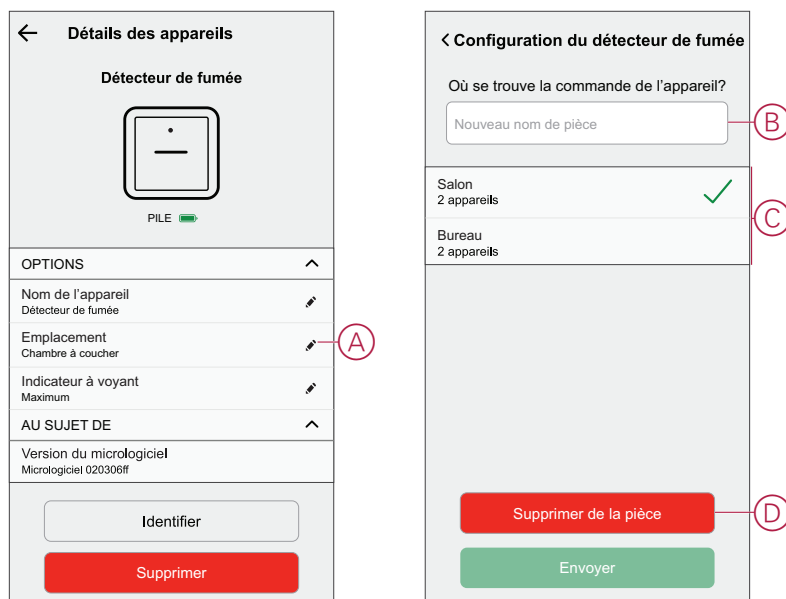 Détails des appareils
Détecteur de fumée
PILE
OPTIONS
Nom de l'appareil
Détecteur de fumée
Emplacement
Chambre à coucher
A
Indicateur à voyant
Maximum
AU SUJET DE
Version du micrologiciel
Micrologiciel 020306ff
Identifier
Supprimer
Configuration du détecteur de fumée
Où se trouve la commande de l'appareil?
Nouveau nom de pièce
B
Salon
2 appareils
C
Bureau
2 appareils
Supprimer de la pièce
D
Envoyer